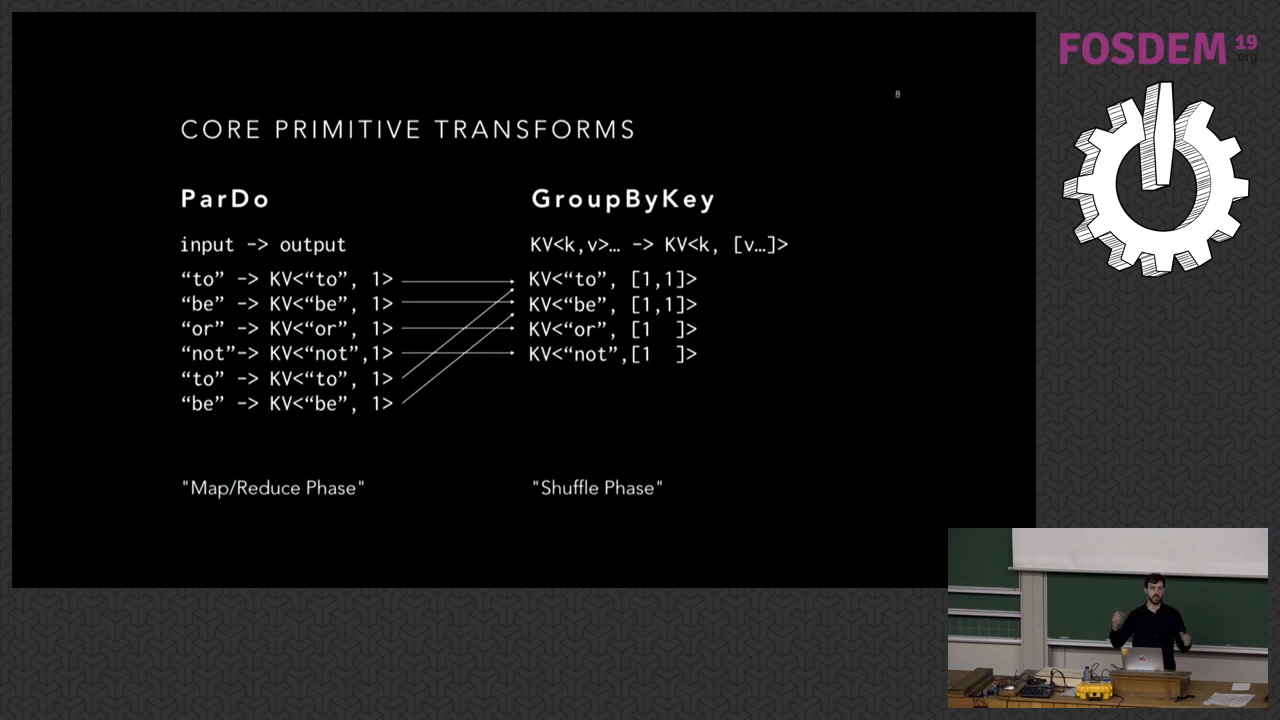 FOSDEM 19
.org
8
CORE PRIMITIVE TRANSFORMS
ParDo
input -> output
“to” -> KV<“to”, 1>
“be” -> KV<“be”, 1>
“or” -> KV<“or”, 1>
“not”-> KV<“not”,1>
“to” -> KV<“to”, 1>
“be” -> KV<“be”, 1>
"Map/Reduce Phase"
GroupByKey
KV<k,v>… -> KV<k, [v…]>
KV<“to”, [1,1]>
KV<“be”, [1,1]>
KV<“or”, [1  ]>
KV<“not”,[1  ]>
"Shuffle Phase"